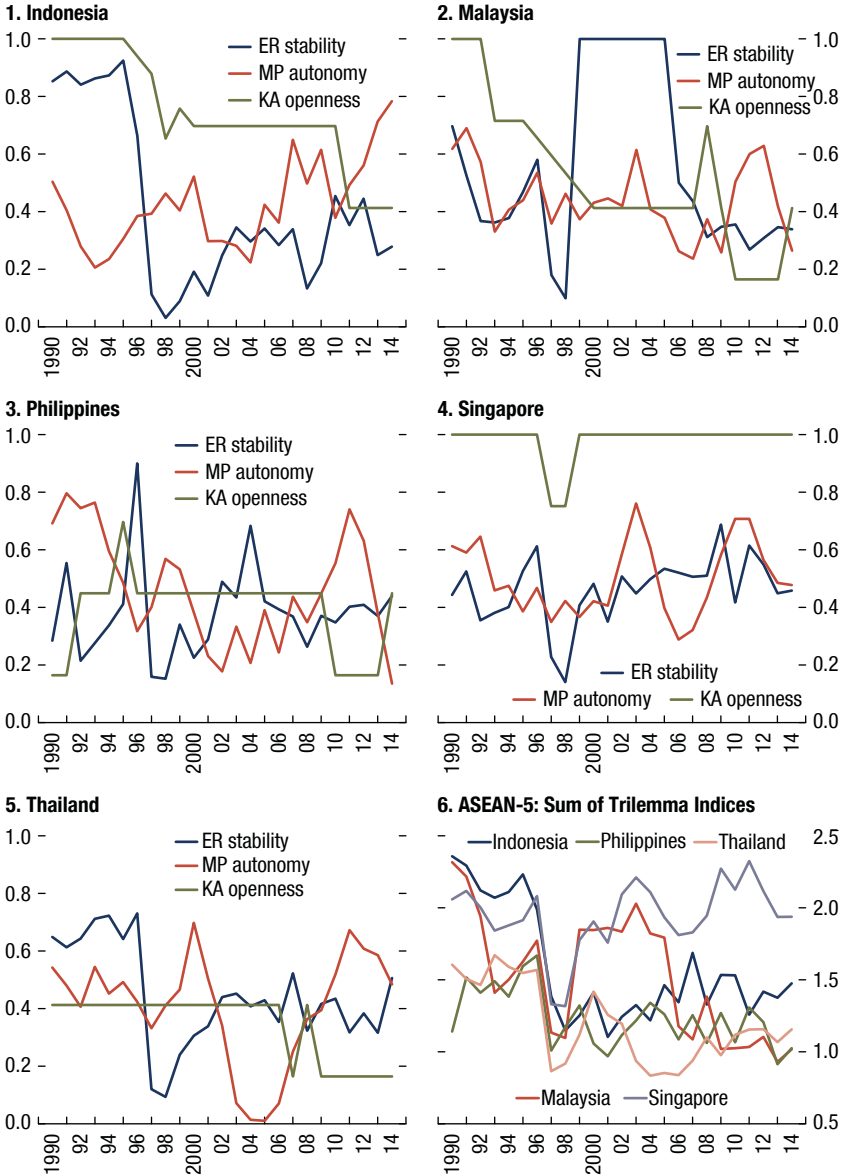 1. Indonesia
1.0
0.8
0.6
0.4
0.2
0.0
ER stability
MP autonomy
KA openness
1990 92 94 96 98 2000 02 04 06 08 10 12 14
2. Malaysia
1.0
0.8
0.6
0.4
0.2
0.0
ER stability
MP autonomy
KA openness
1990 92 94 96 98 2000 02 04 06 08 10 12 14
3. Philippines
1.0
0.8
0.6
0.4
0.2
0.0
ER stability
MP autonomy
KA openness
1990 92 94 96 98 2000 02 04 06 08 10 12 14
4. Singapore
1.0
0.8
0.6
0.4
0.2
0.0
ER stability
MP autonomy KA openness
1990 92 94 96 98 2000 02 04 06 08 10 12 14
5. Thailand
1.0
0.8
0.6
0.4
0.2
0.0
ER stability
MP autonomy
KA openness
1990 92 94 96 98 2000 02 04 06 08 10 12 14
6. ASEAN-5: Sum of Trilemma Indices
2.5
2.0
1.5
1.0
0.5
Indonesia Philippines Thailand
Malaysia Singapore
1990 92 94 96 98 2000 02 04 06 08 10 12 14